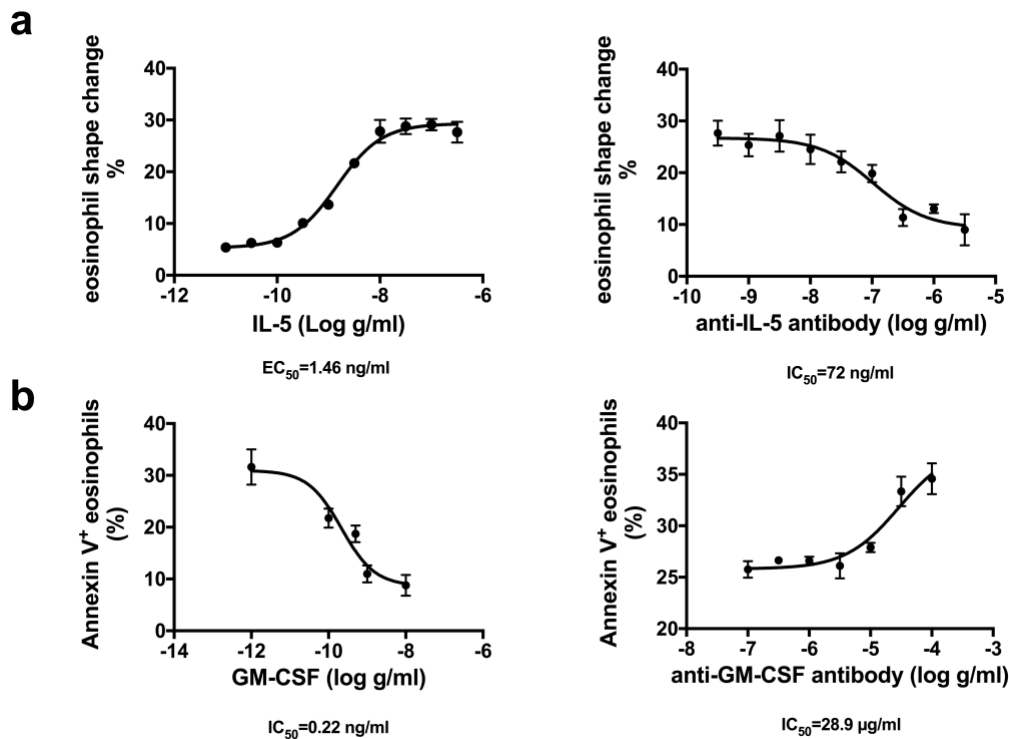 a
eosinophil shape change
%
40
30
20
10
0
-12 -10 -8 -6
IL-5 (Log g/ml)
EC50=1.46 ng/ml
eosinophil shape change
%
40
30
20
10
0
-10 -9 -8 -7 -6 -5
anti-IL-5 antibody (log g/ml)
IC50=72 ng/ml
b
Annexin V+ eosinophils
(%)
40
30
20
10
0
-14 -12 -10 -8 -6
GM-CSF (log g/ml)
IC50=0.22 ng/ml
Annexin V+ eosinophils
(%)
40
35
30
25
20
-8 -7 -6 -5 -4 -3
anti-GM-CSF antibody (log g/ml)
IC50=28.9 µg/ml